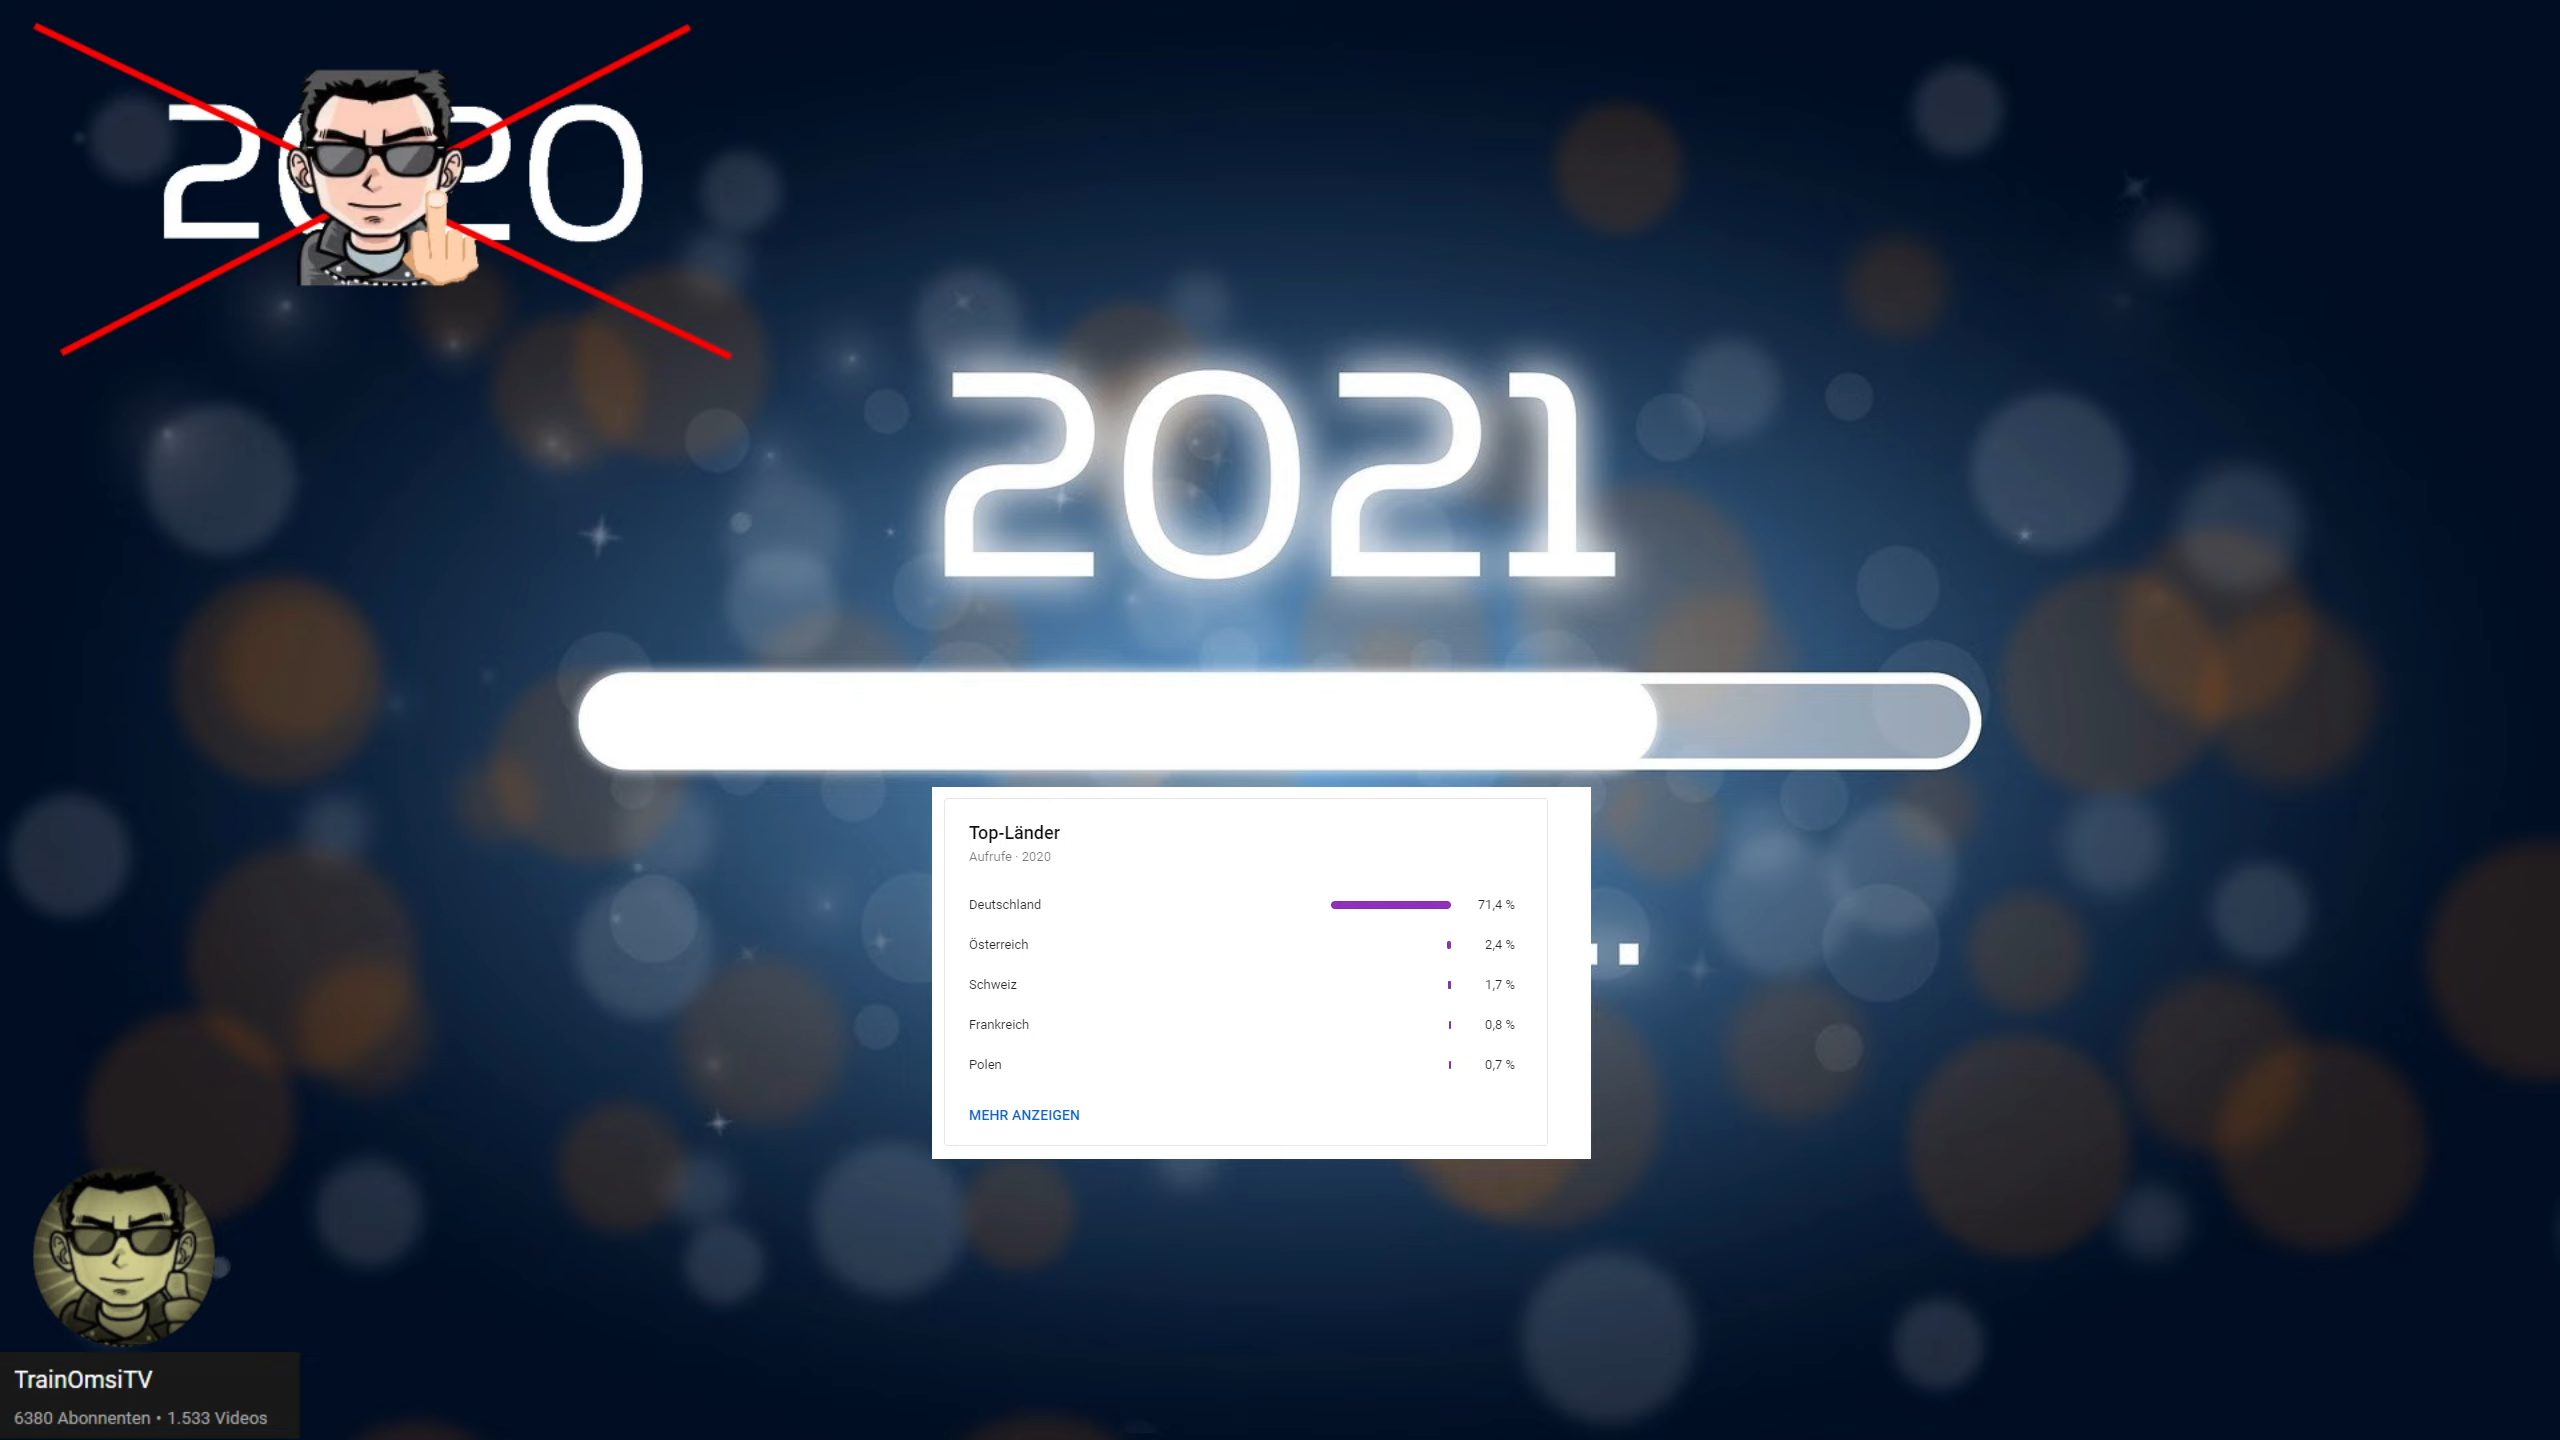 2020
2021
Top-Länder
Aufrufe · 2020
Deutschland 71,4 %
Österreich 2,4 %
Schweiz 1,7 %
Frankreich 0,8 %
Polen 0,7 %
MEHR ANZEIGEN
..
TrainOmsiTV
6380 Abonnenten • 1.533 Videos